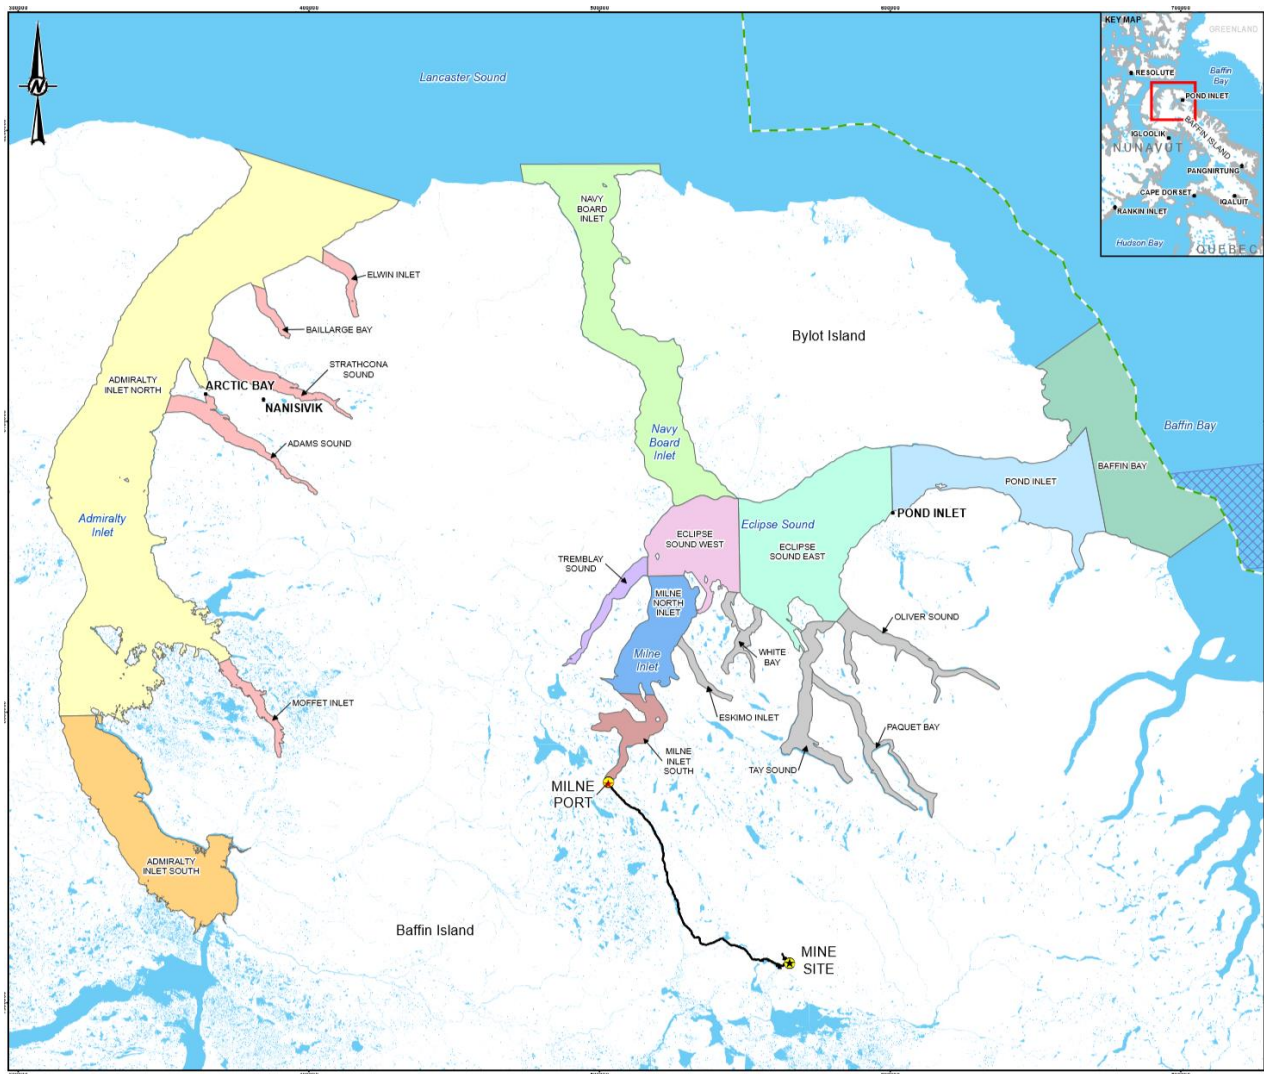 KEY MAP
GREENLAND
RESOLUTE
Baffin
Bay
POND INLET
BAFFIN ISLAND
IGLOOLIK
NUNAVUT
PANGNIRTUNG
CAPE DORSET
IQALUIT
RANKIN INLET
Hudson Bay
QUEBEC
N
Lancaster Sound
NAVY
BOARD
INLET
ELWIN INLET
BAILLARGE BAY
Bylot Island
STRATHCONA
SOUND
ADMIRALTY
INLET NORTH
ARCTIC BAY
NANISIVIK
ADAMS SOUND
Navy
Board
Inlet
Baffin Bay
BAFFIN BAY
POND INLET
Admiralty
Inlet
POND INLET
Eclipse Sound
ECLIPSE
SOUND WEST
ECLIPSE
SOUND EAST
TREMBLAY
SOUND
MILNE
NORTH
INLET
OLIVER SOUND
Milne
Inlet
WHITE
BAY
MOFFET INLET
ESKIMO INLET
PAQUET BAY
MILNE
INLET
SOUTH
TAY SOUND
MILNE
PORT
ADMIRALTY
INLET SOUTH
Baffin Island
MINE
SITE